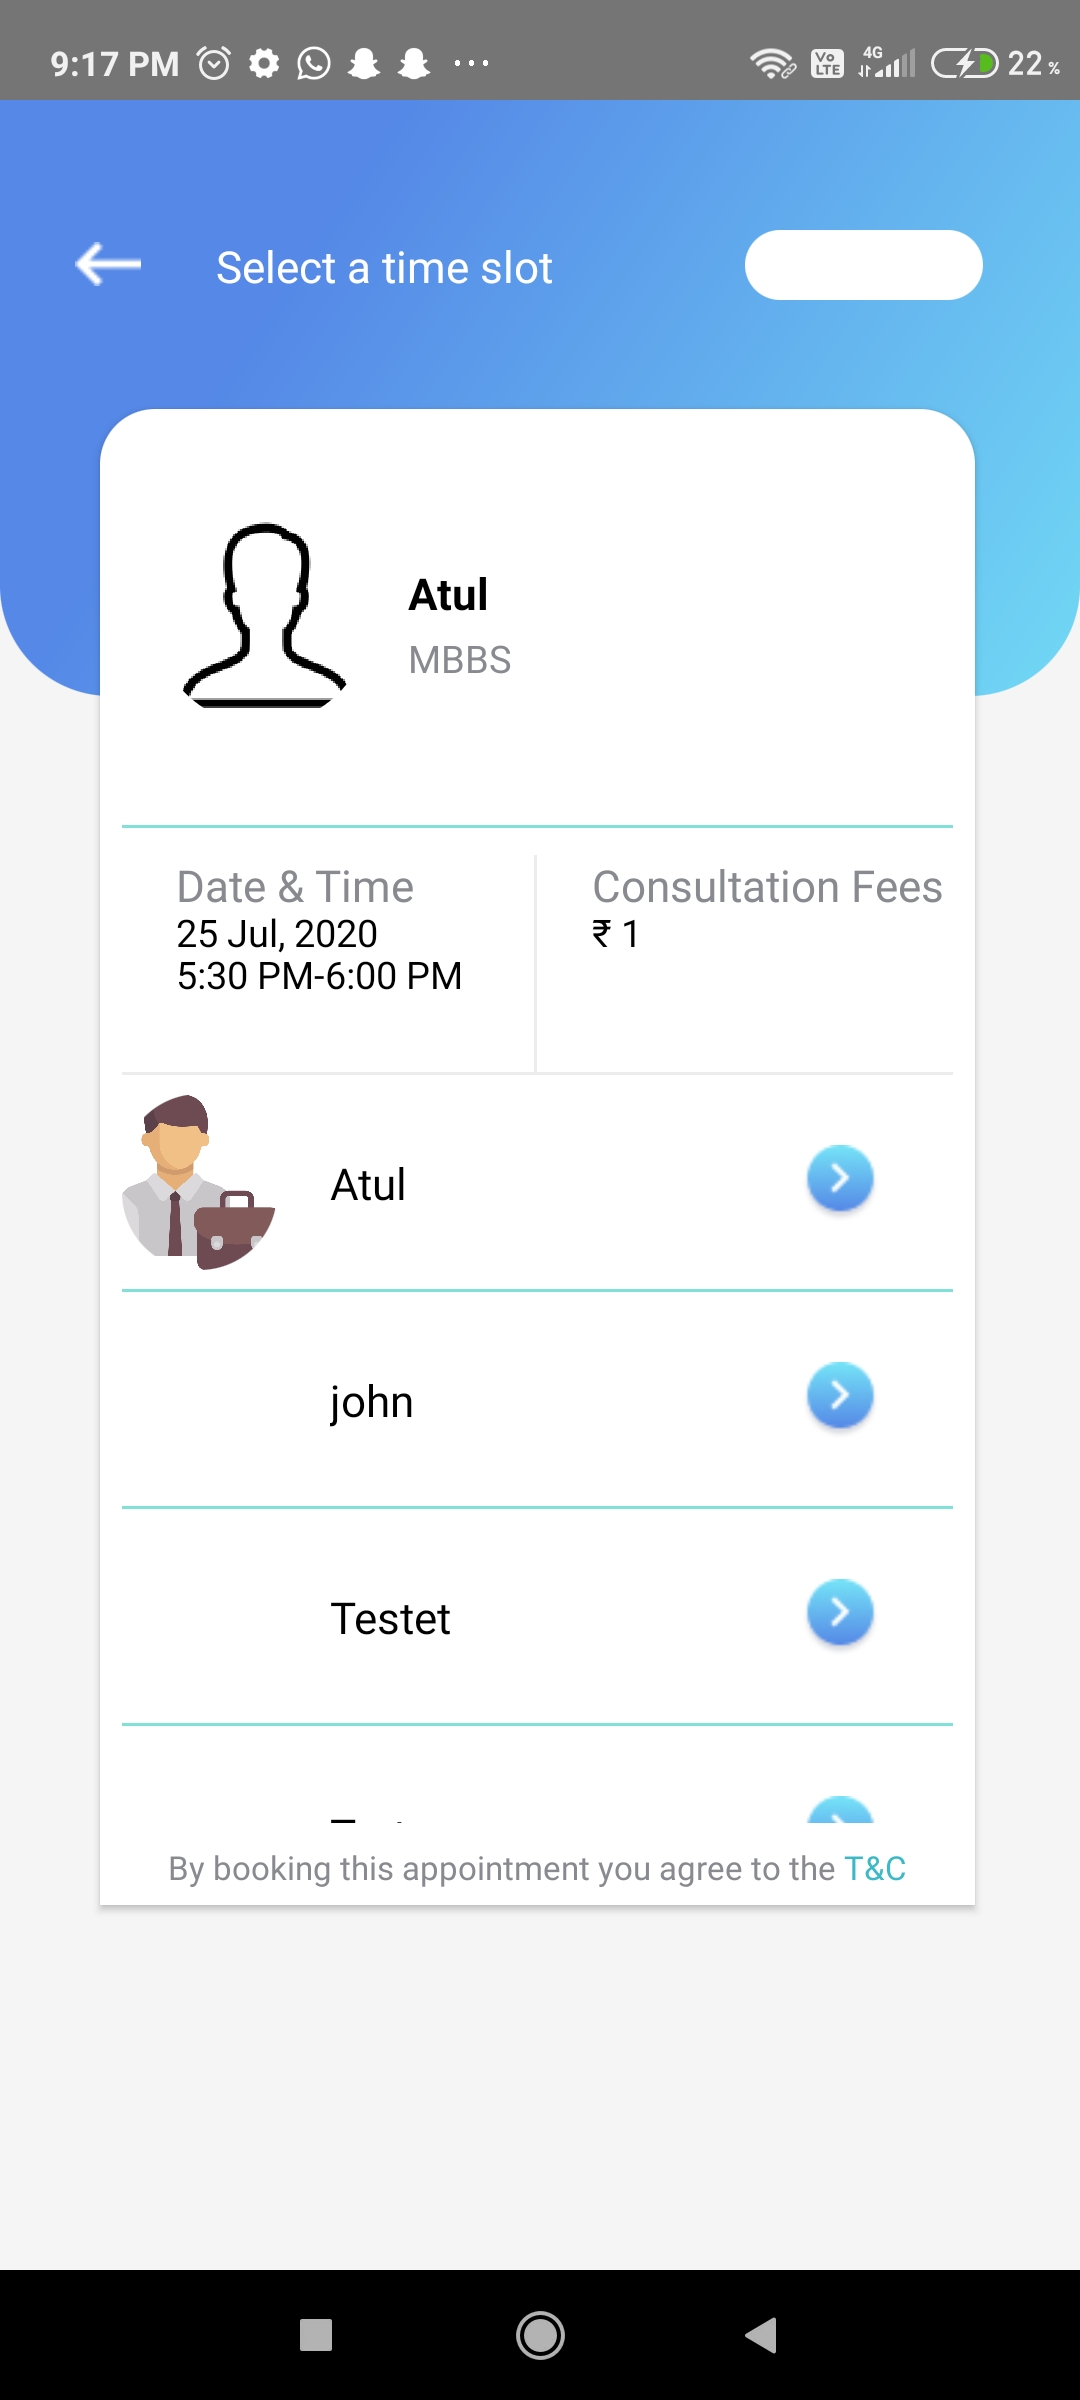 9:17 PM
Vo LTE
4G
22 %
Select a time slot
Atul
MBBS
Date & Time
25 Jul, 2020
5:30 PM-6:00 PM
Consultation Fees
₹ 1
Atul
john
Testet
By booking this appointment you agree to the T&C